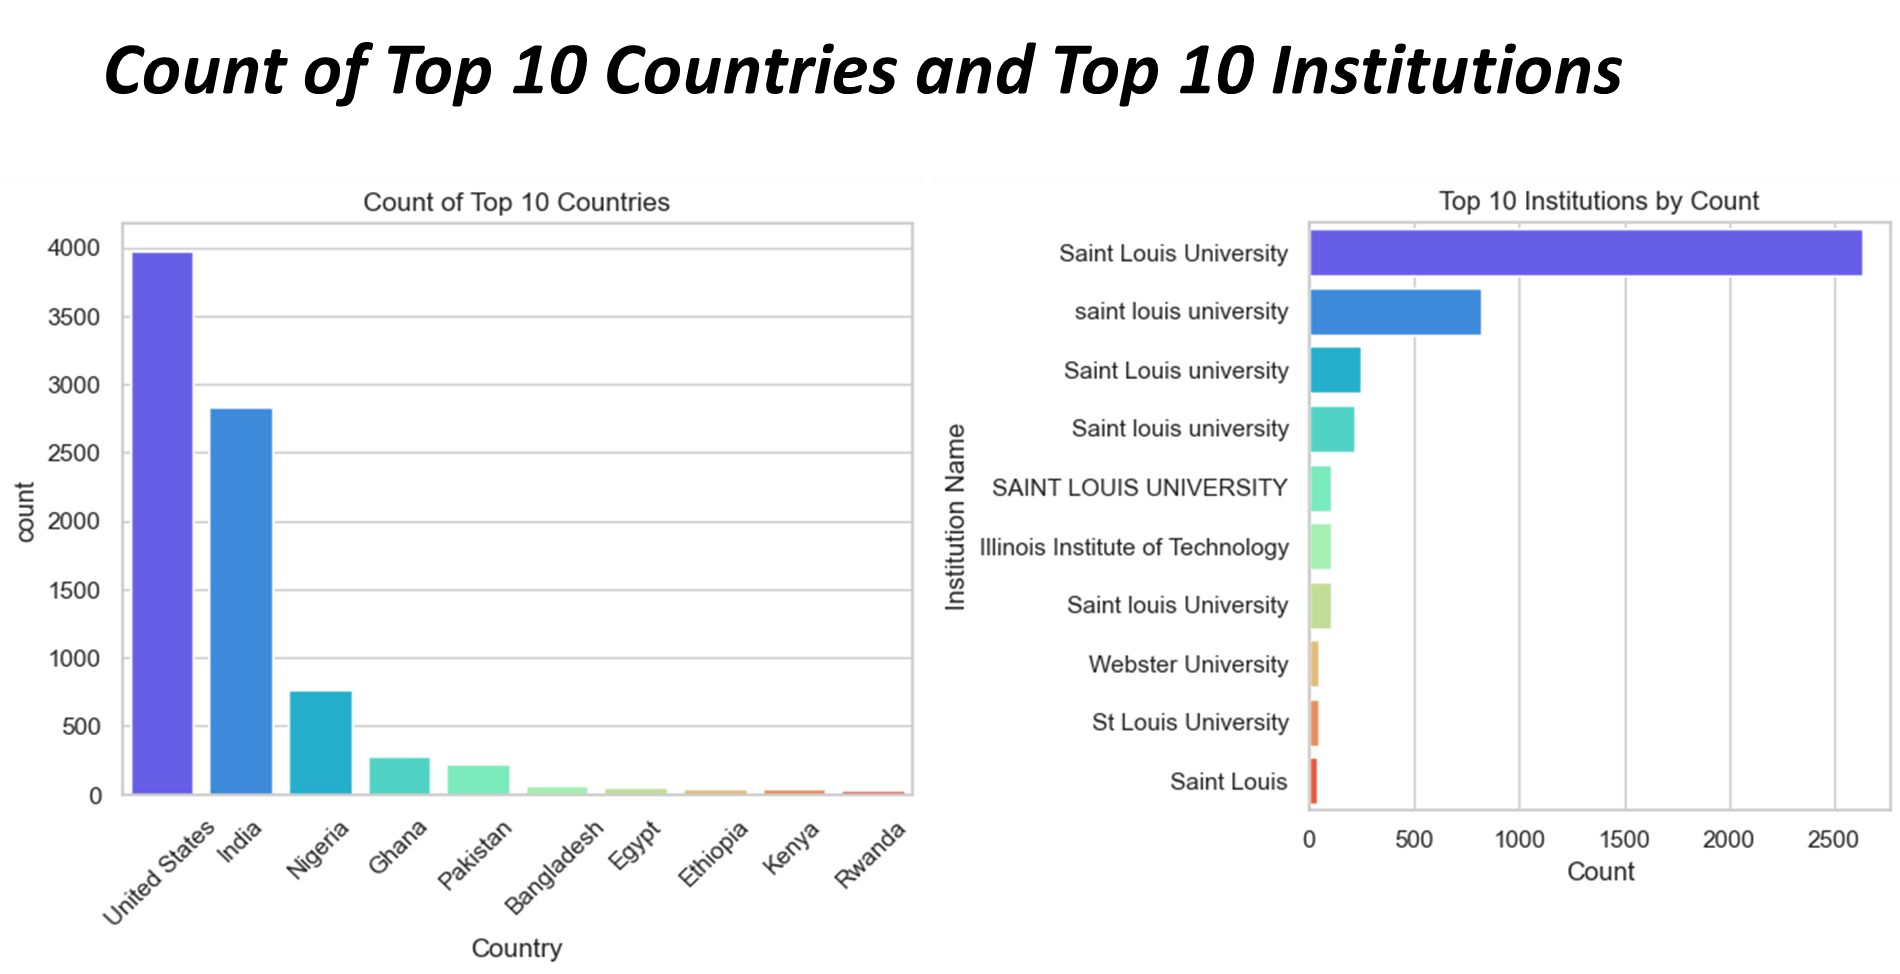 Count of Top 10 Countries and Top 10 Institutions
Count of Top 10 Countries
4000
3500
3000
2500
2000
1500
1000
500
0
count
United States
India
Nigeria
Ghana
Pakistan
Bangladesh
Egypt
Ethiopia
Kenya
Rwanda
Country
Top 10 Institutions by Count
Institution Name
Saint Louis University
saint louis university
Saint Louis university
Saint louis university
SAINT LOUIS UNIVERSITY
Illinois Institute of Technology
Saint louis University
Webster University
St Louis University
Saint Louis
0
500
1000
1500
2000
2500
Count